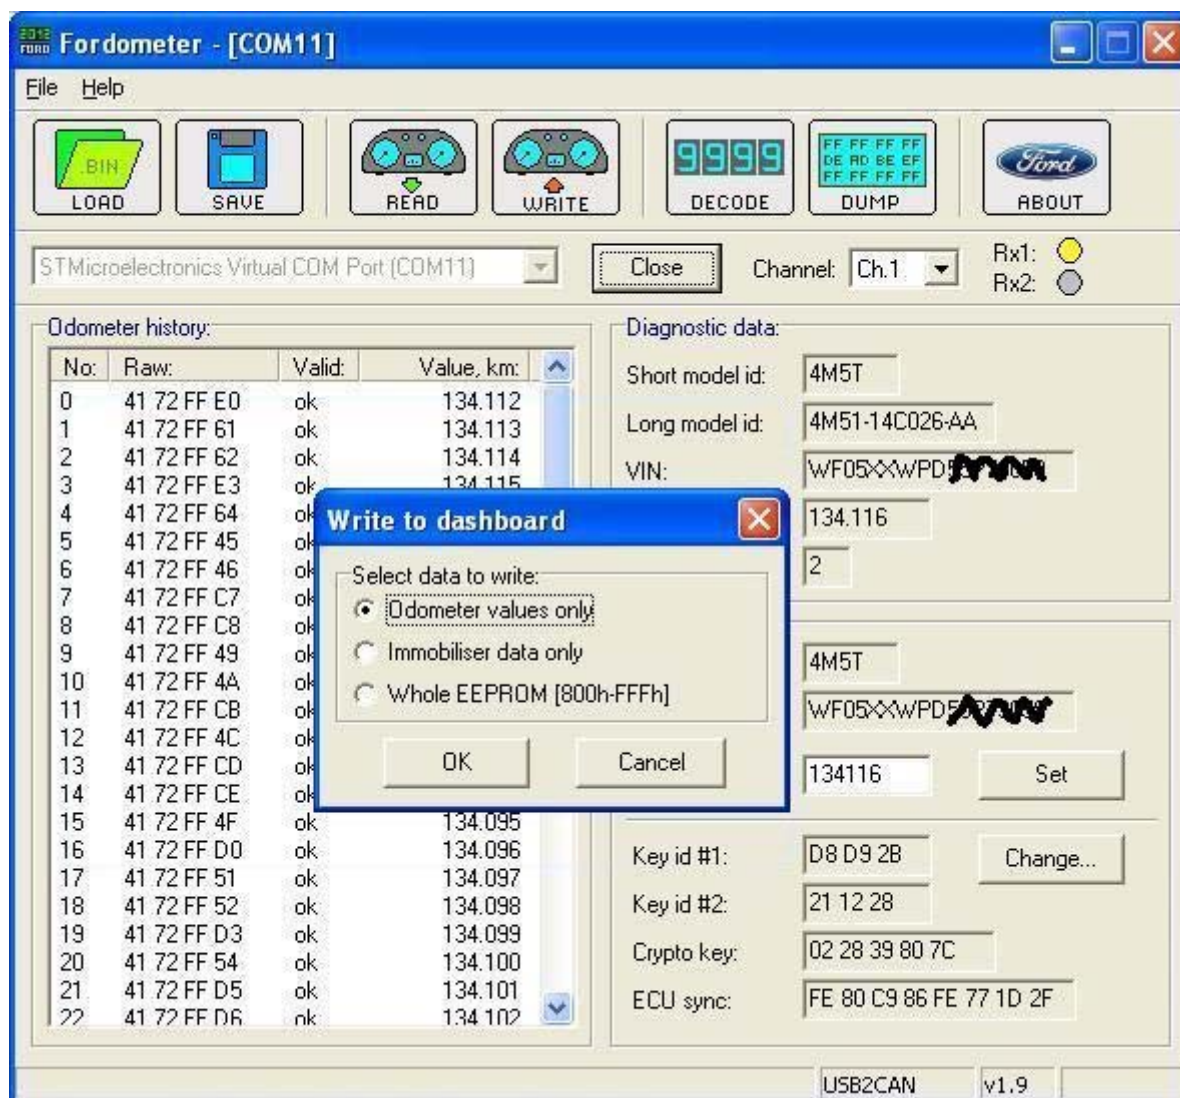 Fordometer - [COM11]
File Help
.BIN
LOAD SAVE READ WRITE DECODE DUMP ABOUT
9999
FE FF FF FF
DE AD BE EF
FF FF FF FF
Ford
STMicroelectronics Virtual COM Port (COM11) Close Channel: Ch.1 Rx1:
Rx2:
Odometer history:
No: Raw: Valid: Value, km:
0 41 72 FF E0 ok 134.112
1 41 72 FF 61 ok 134.113
2 41 72 FF 62 ok 134.114
3 41 72 FF E3 ok 134.115
4 41 72 FF 64
5 41 72 FF 45
6 41 72 FF 46
7 41 72 FF C7
8 41 72 FF C8
9 41 72 FF 49
10 41 72 FF 4A
11 41 72 FF CB
12 41 72 FF 4C
13 41 72 FF CD
14 41 72 FF CE
15 41 72 FF 4F ok 134.095
16 41 72 FF D0 ok 134.096
17 41 72 FF 51 ok 134.097
18 41 72 FF 52 ok 134.098
19 41 72 FF D3 ok 134.099
20 41 72 FF 54 ok 134.100
21 41 72 FF D5 ok 134.101
22 41 72 FF D6 ok 134.102
Write to dashboard
Select data to write:
Odometer values only
Immobiliser data only
Whole EEPROM [800h-FFFh]
OK Cancel
Diagnostic data:
Short model id: 4M5T
Long model id: 4M51-14C026-AA
VIN: WF05XXWPD
134.116
2
4M5T
WF05XXWPD
134116 Set
Key id #1: D8 D9 2B Change...
Key id #2: 21 12 28
Crypto key: 02 28 39 80 7C
ECU sync: FE 80 C9 86 FE 77 1D 2F
USB2CAN v1.9